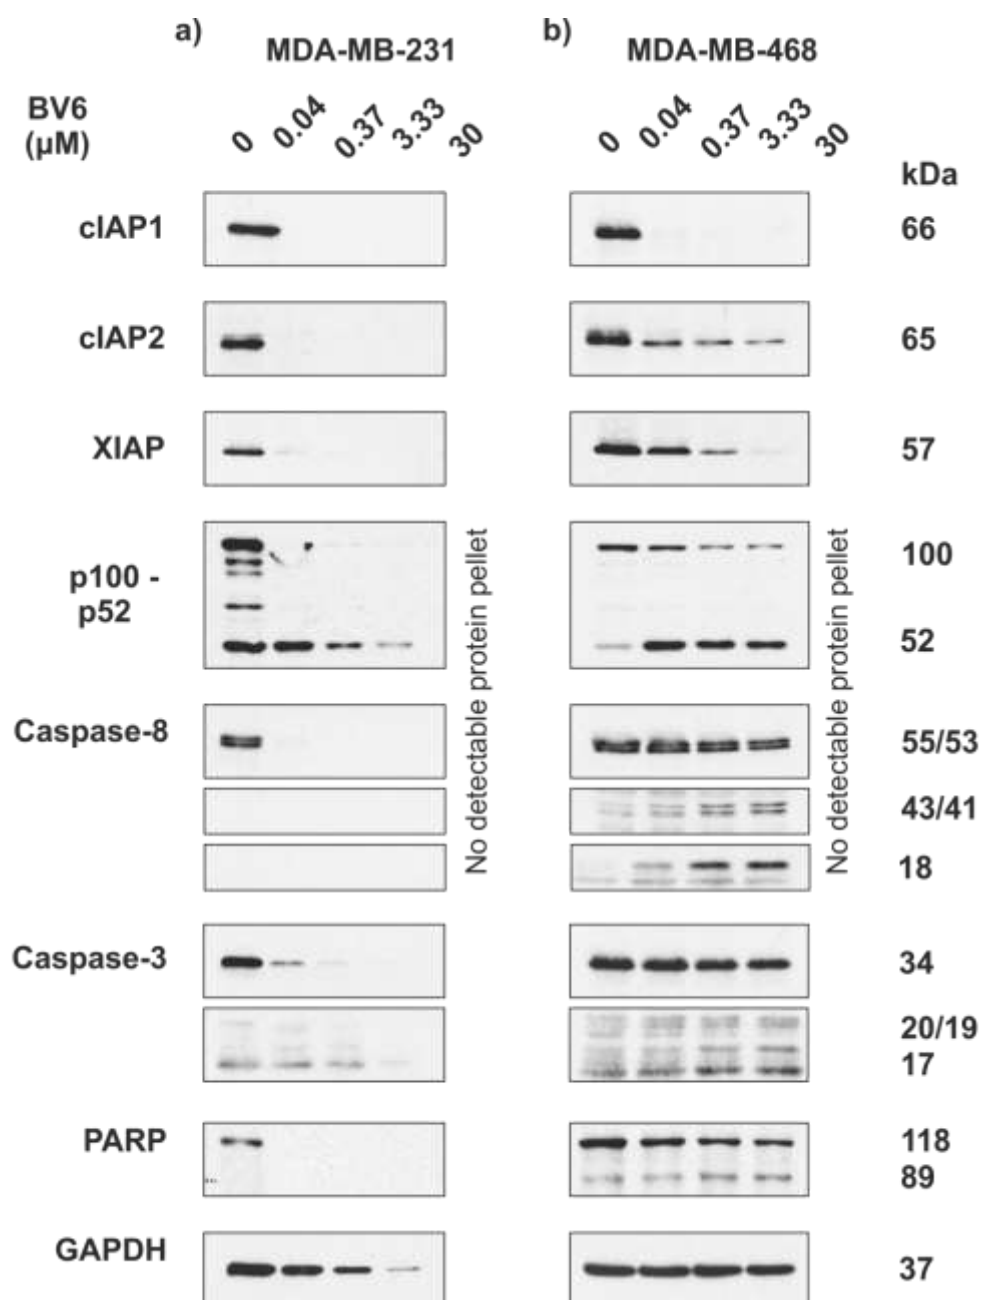 a)
MDA-MB-231
b)
MDA-MB-468
BV6
(µM)
0 0.04 0.37 3.33 30
0 0.04 0.37 3.33 30
kDa
cIAP1
66
cIAP2
65
XIAP
57
p100 -
p52
100
52
No detectable protein pellet
No detectable protein pellet
Caspase-8
55/53
43/41
18
Caspase-3
34
20/19
17
PARP
118
89
GAPDH
37